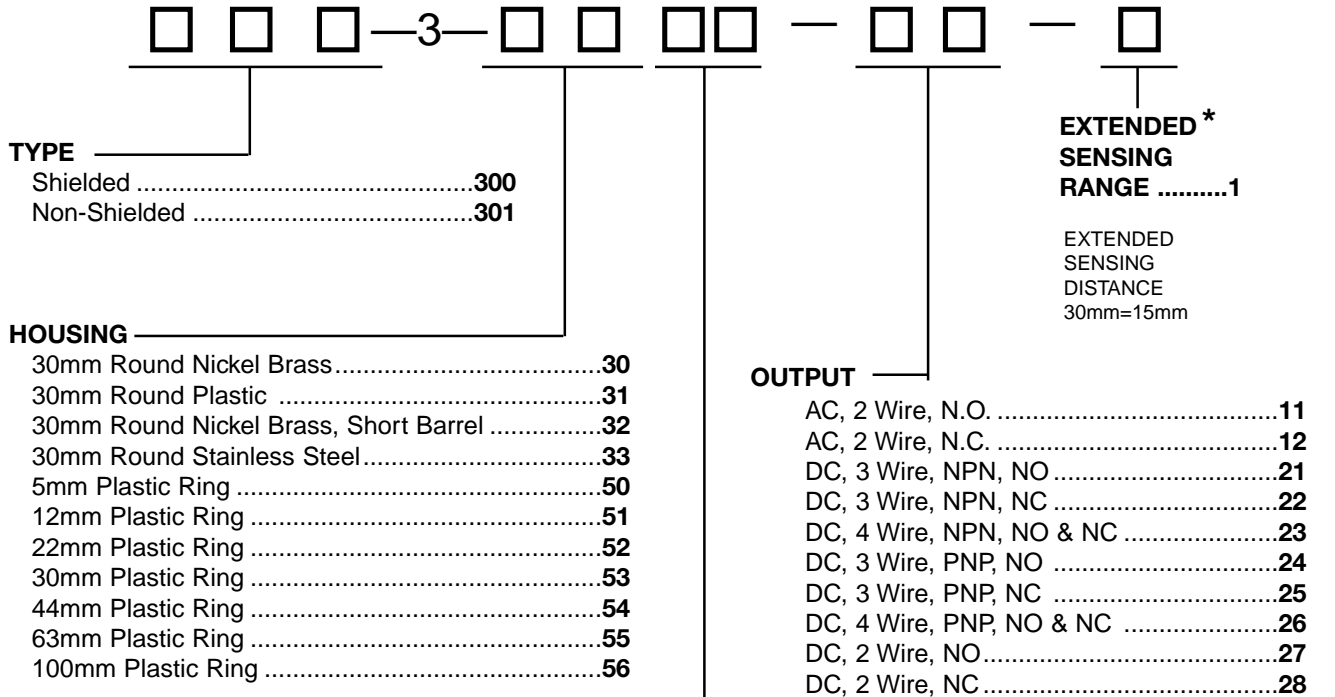 —3— — —
TYPE
Shielded ................................................300
Non-Shielded ........................................301
EXTENDED *
SENSING
RANGE ..........1
EXTENDED
SENSING
DISTANCE
30mm=15mm
HOUSING
30mm Round Nickel Brass......................................30
30mm Round Plastic ..............................................31
30mm Round Nickel Brass, Short Barrel ...............32
30mm Round Stainless Steel..................................33
5mm Plastic Ring ....................................................50
12mm Plastic Ring ..................................................51
22mm Plastic Ring ..................................................52
30mm Plastic Ring ..................................................53
44mm Plastic Ring ..................................................54
63mm Plastic Ring ..................................................55
100mm Plastic Ring ................................................56
OUTPUT
AC, 2 Wire, N.O. ........................................11
AC, 2 Wire, N.C. ........................................12
DC, 3 Wire, NPN, NO ................................21
DC, 3 Wire, NPN, NC ................................22
DC, 4 Wire, NPN, NO & NC ......................23
DC, 3 Wire, PNP, NO ................................24
DC, 3 Wire, PNP, NC ................................25
DC, 4 Wire, PNP, NO & NC ......................26
DC, 2 Wire, NO..........................................27
DC, 2 Wire, NC..........................................28